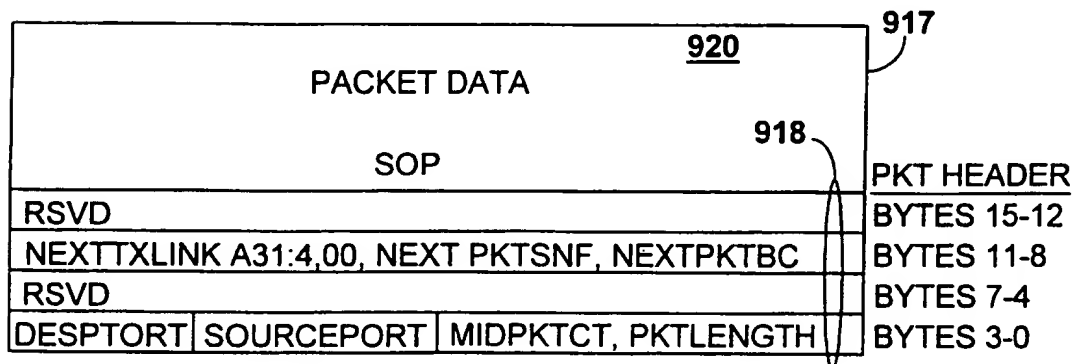 917
920
PACKET DATA
918
SOP
PKT HEADER
RSVD BYTES 15-12
NEXTTXLINK A31:4,00, NEXT PKTSNF, NEXTPKTBC BYTES 11-8
RSVD BYTES 7-4
DESPTORT SOURCEPORT MIDPKTCT, PKTLENGTH BYTES 3-0